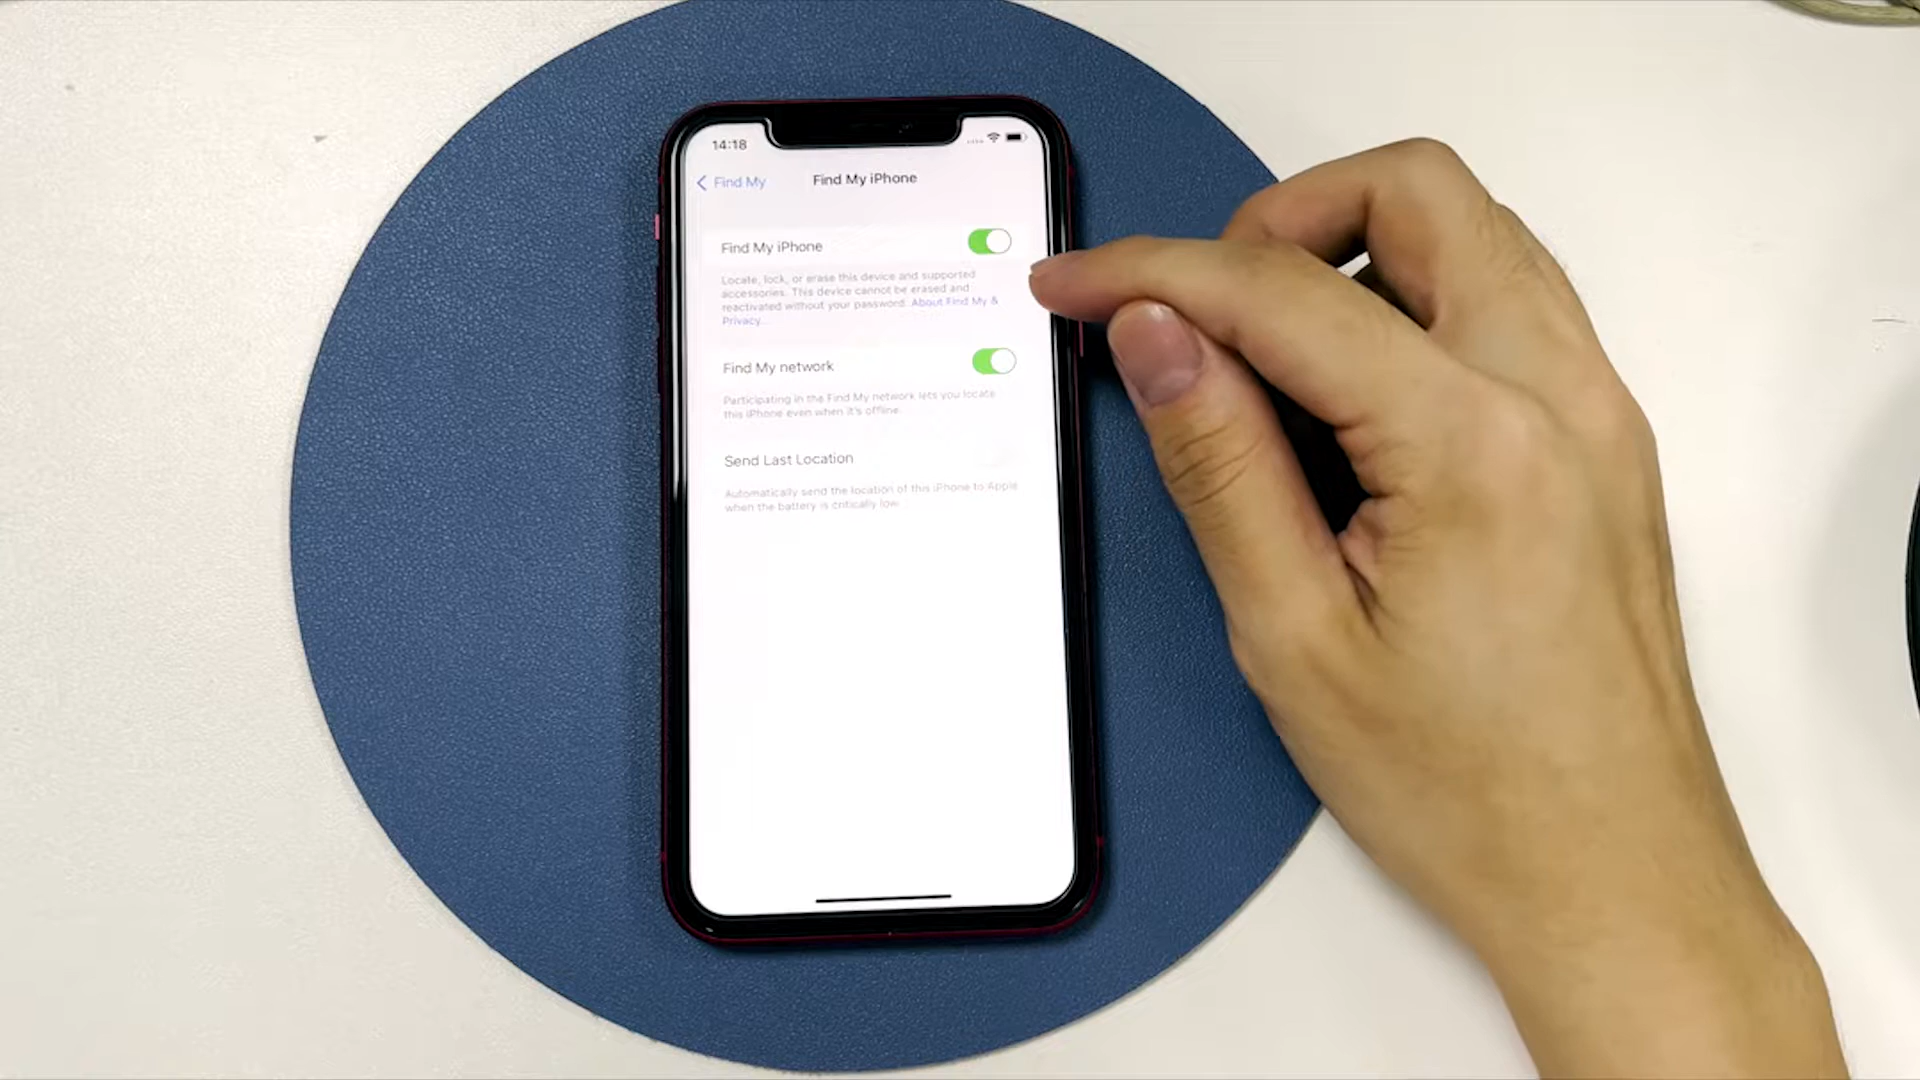 14:18
Find My
Find My iPhone
Find My iPhone
Locate, lock, or erase this device and supported
accessories. This device cannot be erased and
reactivated without your password. About Find My &
Privacy...
Find My network
Participating in the Find My network lets you locate
this iPhone even when it's offline.
Send Last Location
Automatically send the location of this iPhone to Apple
when the battery is critically low.